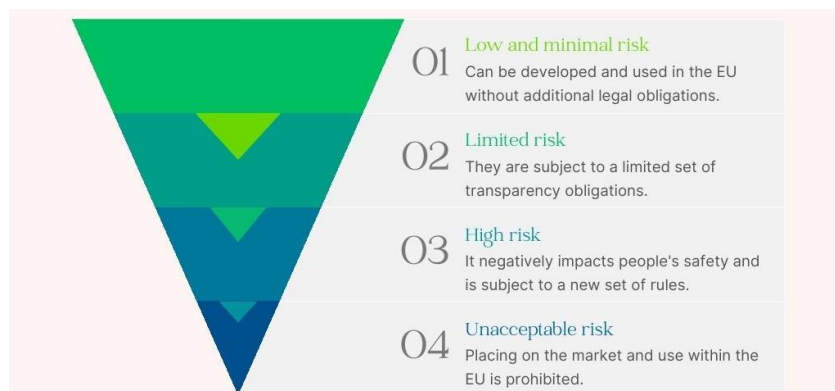 01
Low and minimal risk
Can be developed and used in the EU
without additional legal obligations.
02
Limited risk
They are subject to a limited set of
transparency obligations.
03
High risk
It negatively impacts people's safety and
is subject to a new set of rules.
04
Unacceptable risk
Placing on the market and use within the
EU is prohibited.